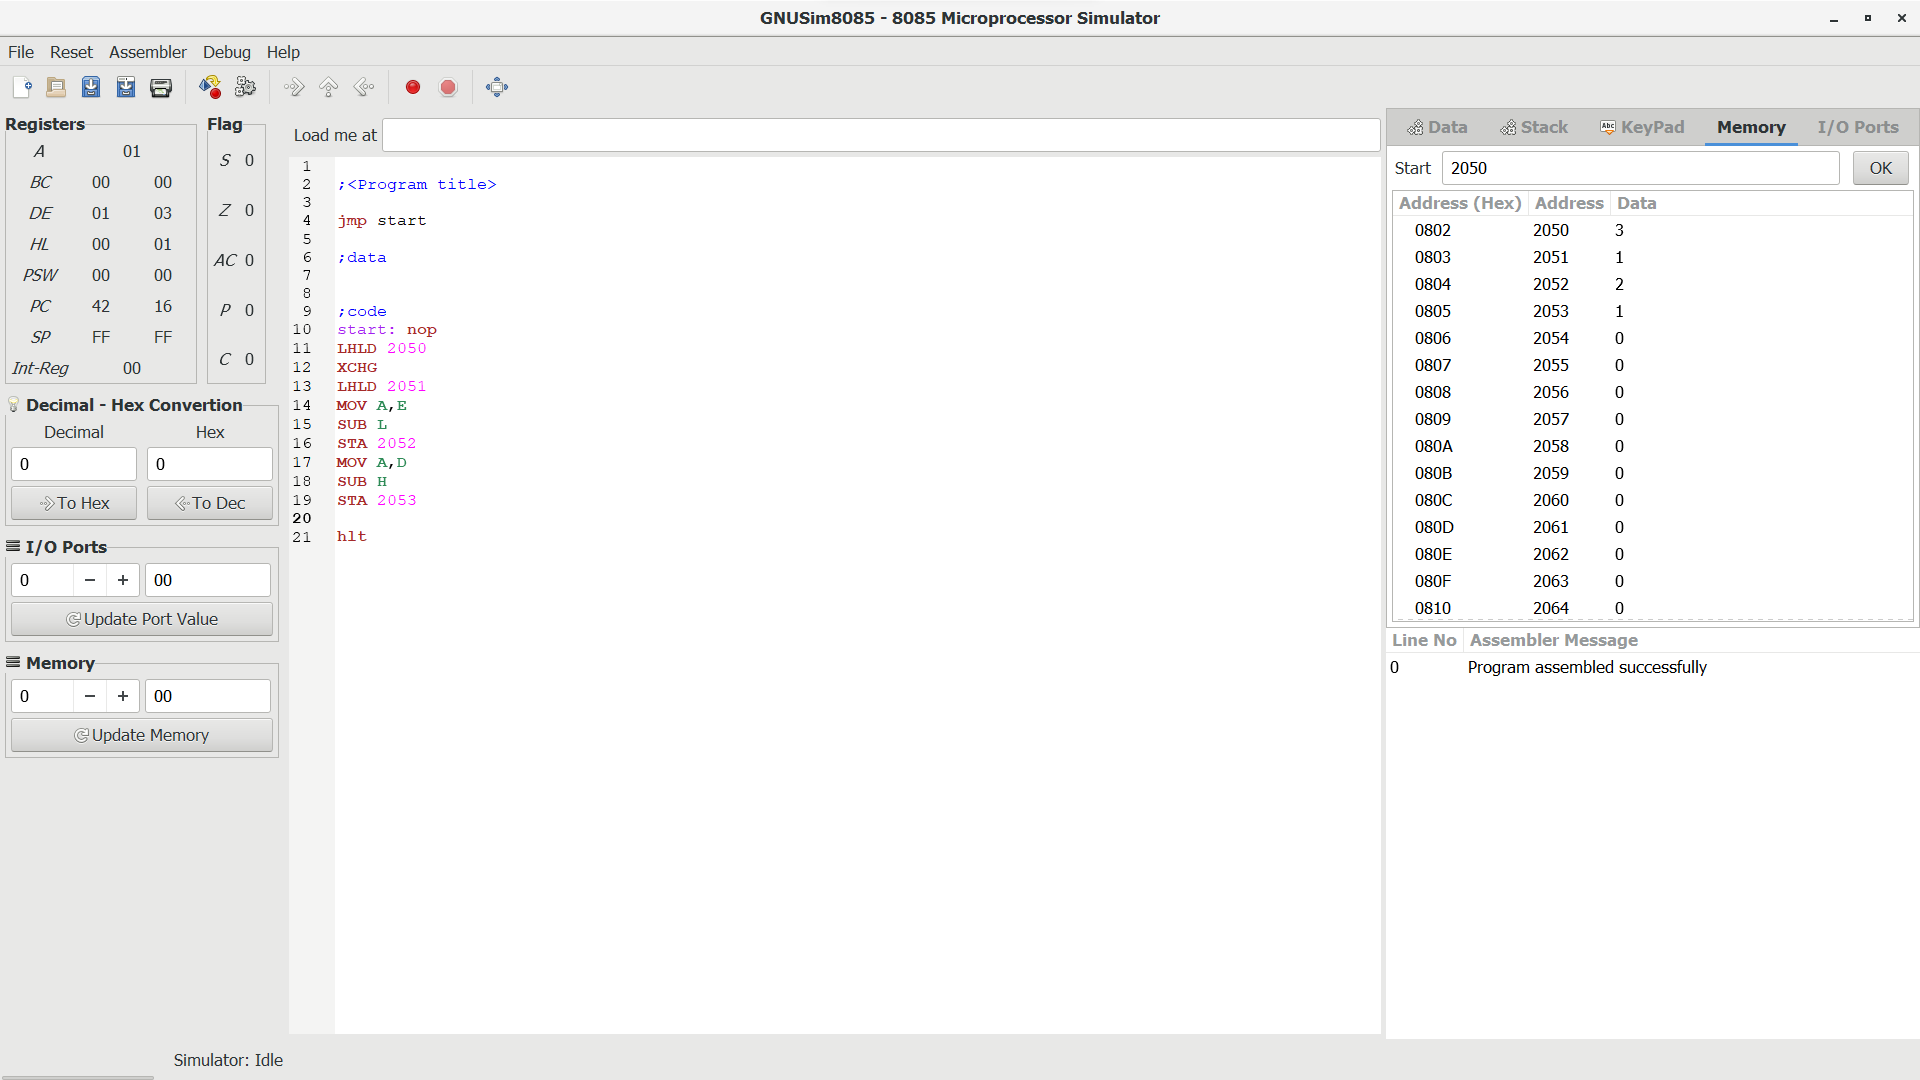 GNUSim8085 - 8085 Microprocessor Simulator
File Reset Assembler Debug Help
Registers
A 01
BC 00 00
DE 01 03
HL 00 01
PSW 00 00
PC 42 16
SP FF FF
Int-Reg 00
Flag
S 0
Z 0
AC 0
P 0
C 0
Decimal - Hex Convertion
Decimal Hex
0 0
To Hex To Dec
I/O Ports
0 − + 00
Update Port Value
Memory
0 − + 00
Update Memory
Load me at
1
2 ;<Program title>
3
4 jmp start
5
6 ;data
7
8
9 ;code
10 start: nop
11 LHLD 2050
12 XCHG
13 LHLD 2051
14 MOV A,E
15 SUB L
16 STA 2052
17 MOV A,D
18 SUB H
19 STA 2053
20
21 hlt
Data Stack Abc KeyPad Memory I/O Ports
Start 2050 OK
Address (Hex) Address Data
0802 2050 3
0803 2051 1
0804 2052 2
0805 2053 1
0806 2054 0
0807 2055 0
0808 2056 0
0809 2057 0
080A 2058 0
080B 2059 0
080C 2060 0
080D 2061 0
080E 2062 0
080F 2063 0
0810 2064 0
Line No Assembler Message
0 Program assembled successfully
Simulator: Idle